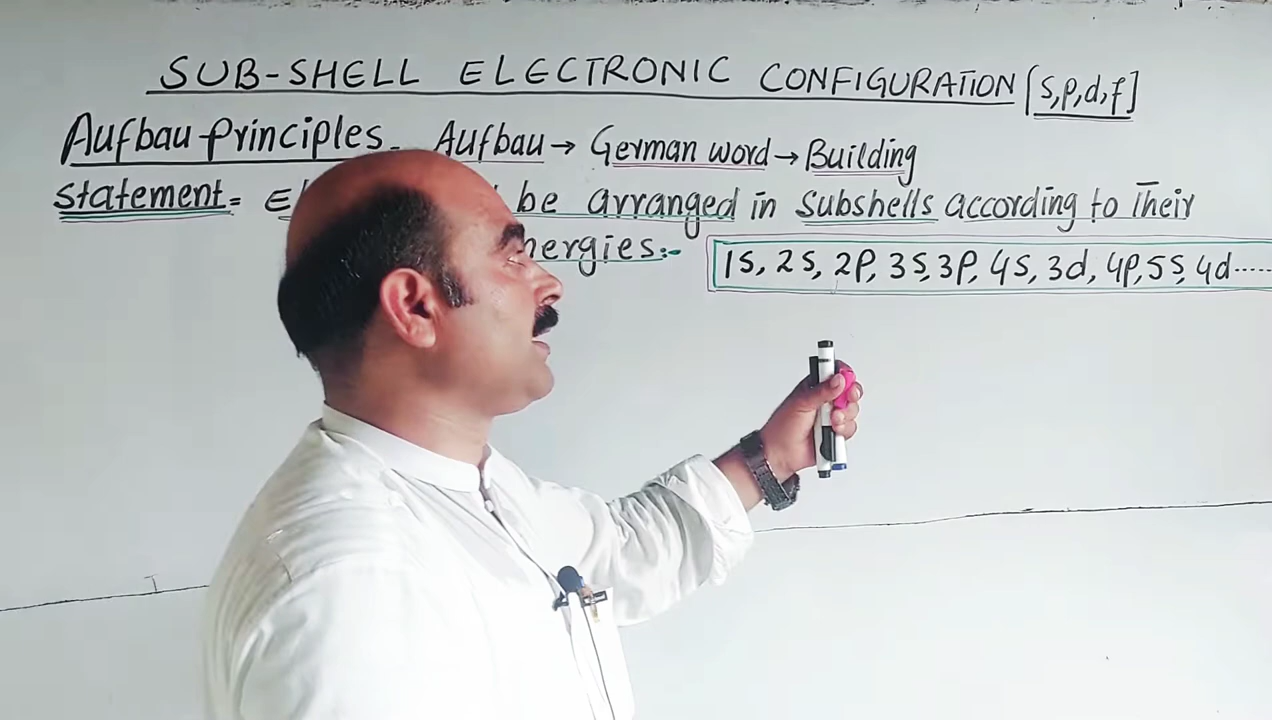 SUB-SHELL ELECTRONIC CONFIGURATION [s,p,d,f]
Aufbau principles - Aufbau → German word → Building
Statement = be arranged in subshells according to Their
1s, 2s, 2p, 3s, 3p, 4s, 3d, 4p, 5s, 4d.....